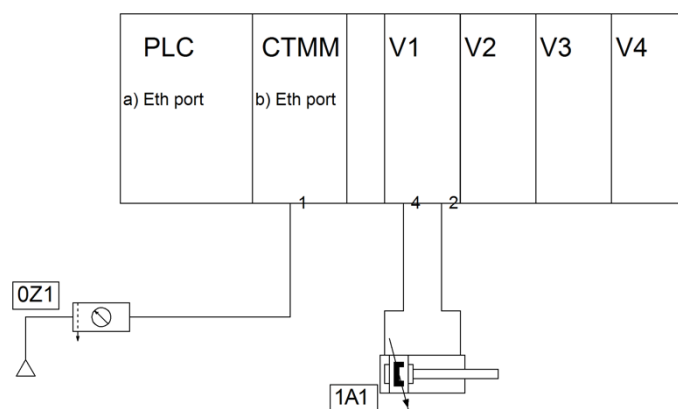 PLC CTMM V1 V2 V3 V4
a) Eth port b) Eth port
1 4 2
0Z1
1A1